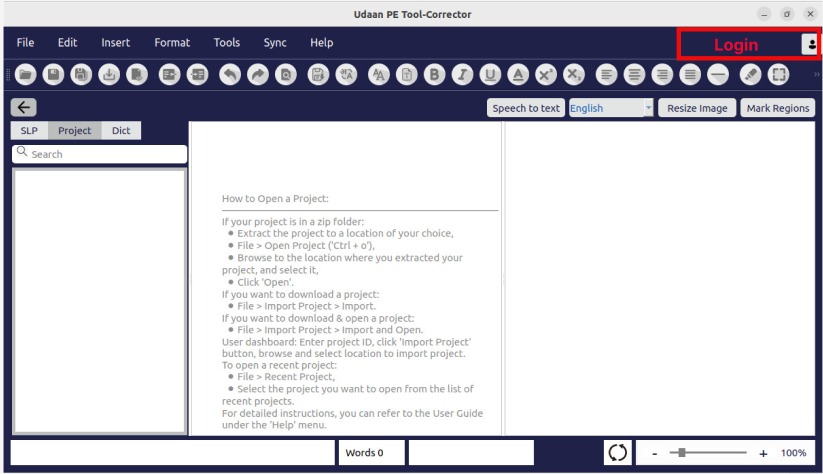 Udaan PE Tool-Corrector
File Edit Insert Format Tools Sync Help
Login
Speech to text English Resize Image Mark Regions
SLP Project Dict
Search
How to Open a Project:
If your project is in a zip folder:
● Extract the project to a location of your choice,
● File > Open Project ('Ctrl + o'),
● Browse to the location where you extracted your
project, and select it,
● Click 'Open'.
If you want to download a project:
● File > Import Project > Import.
If you want to download & open a project:
● File > Import Project > Import and Open.
User dashboard: Enter project ID, click 'Import Project'
button, browse and select location to import project.
To open a recent project:
● File > Recent Project,
● Select the project you want to open from the list of
recent projects.
For detailed instructions, you can refer to the User Guide
under the 'Help' menu.
Words 0
- + 100%